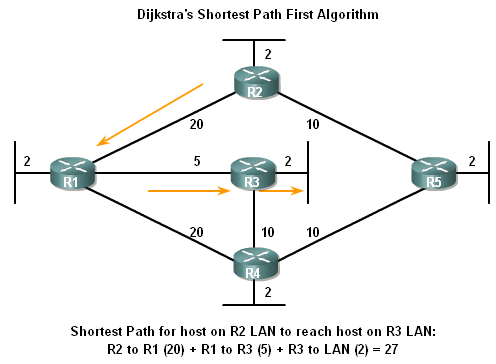 Dijkstra's Shortest Path First Algorithm
2
R2
20
10
2
5
2
2
R1
R3
R5
20
10
10
R4
2
Shortest Path for host on R2 LAN to reach host on R3 LAN:
R2 to R1 (20) + R1 to R3 (5) + R3 to LAN (2) = 27